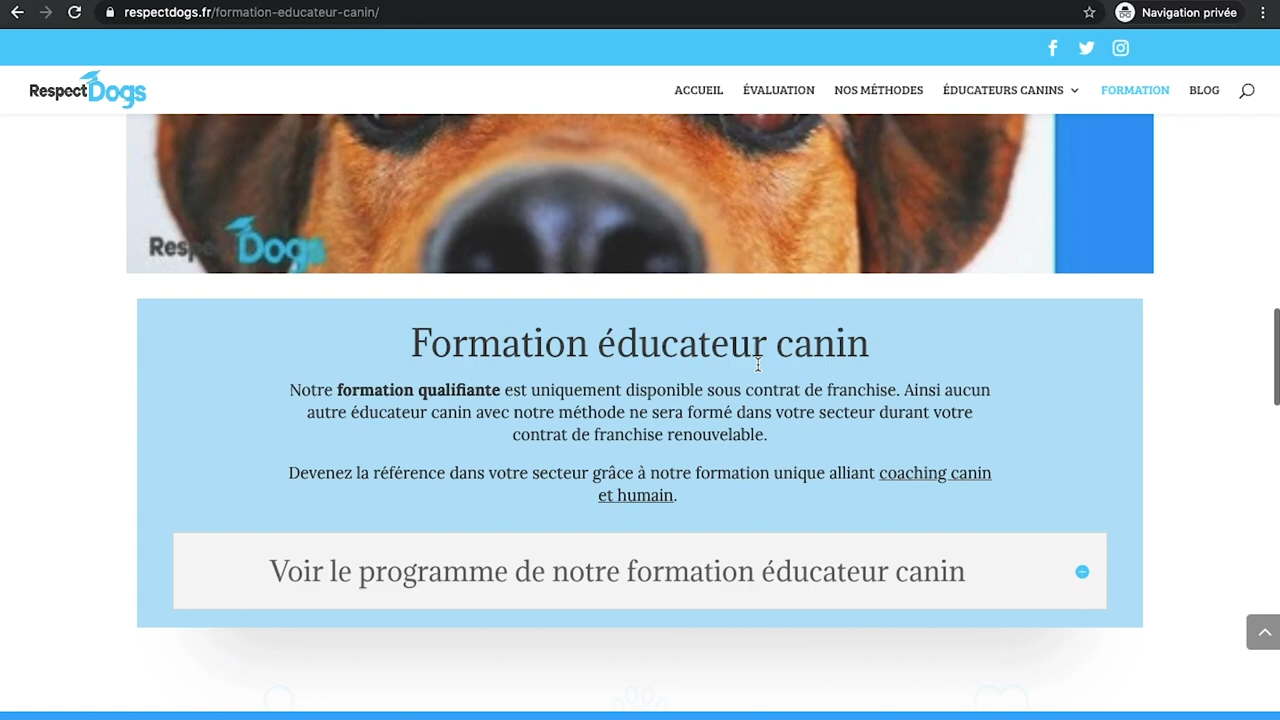 respectdogs.fr/formation-educateur-canin/
Navigation privée
RespectDogs
ACCUEIL ÉVALUATION NOS MÉTHODES ÉDUCATEURS CANINS FORMATION BLOG
Respect Dogs
Formation éducateur canin
Notre formation qualifiante est uniquement disponible sous contrat de franchise. Ainsi aucun
autre éducateur canin avec notre méthode ne sera formé dans votre secteur durant votre
contrat de franchise renouvelable.
Devenez la référence dans votre secteur grâce à notre formation unique alliant coaching canin
et humain.
Voir le programme de notre formation éducateur canin